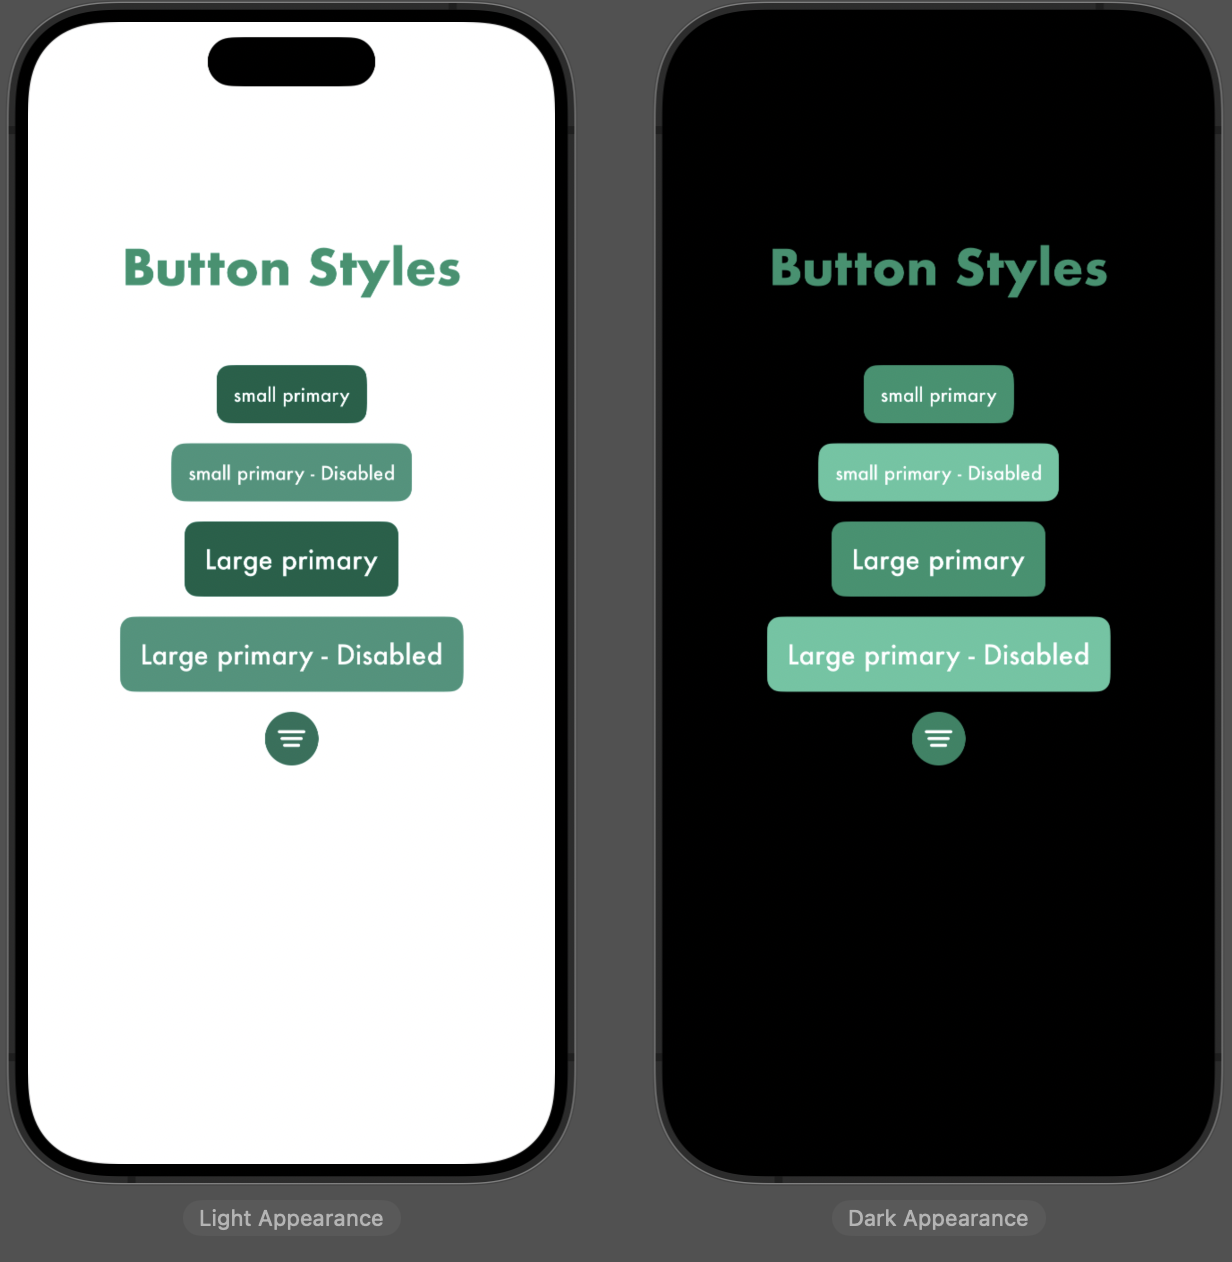 Button Styles
small primary
small primary - Disabled
Large primary
Large primary - Disabled
Light Appearance
Button Styles
small primary
small primary - Disabled
Large primary
Large primary - Disabled
Dark Appearance